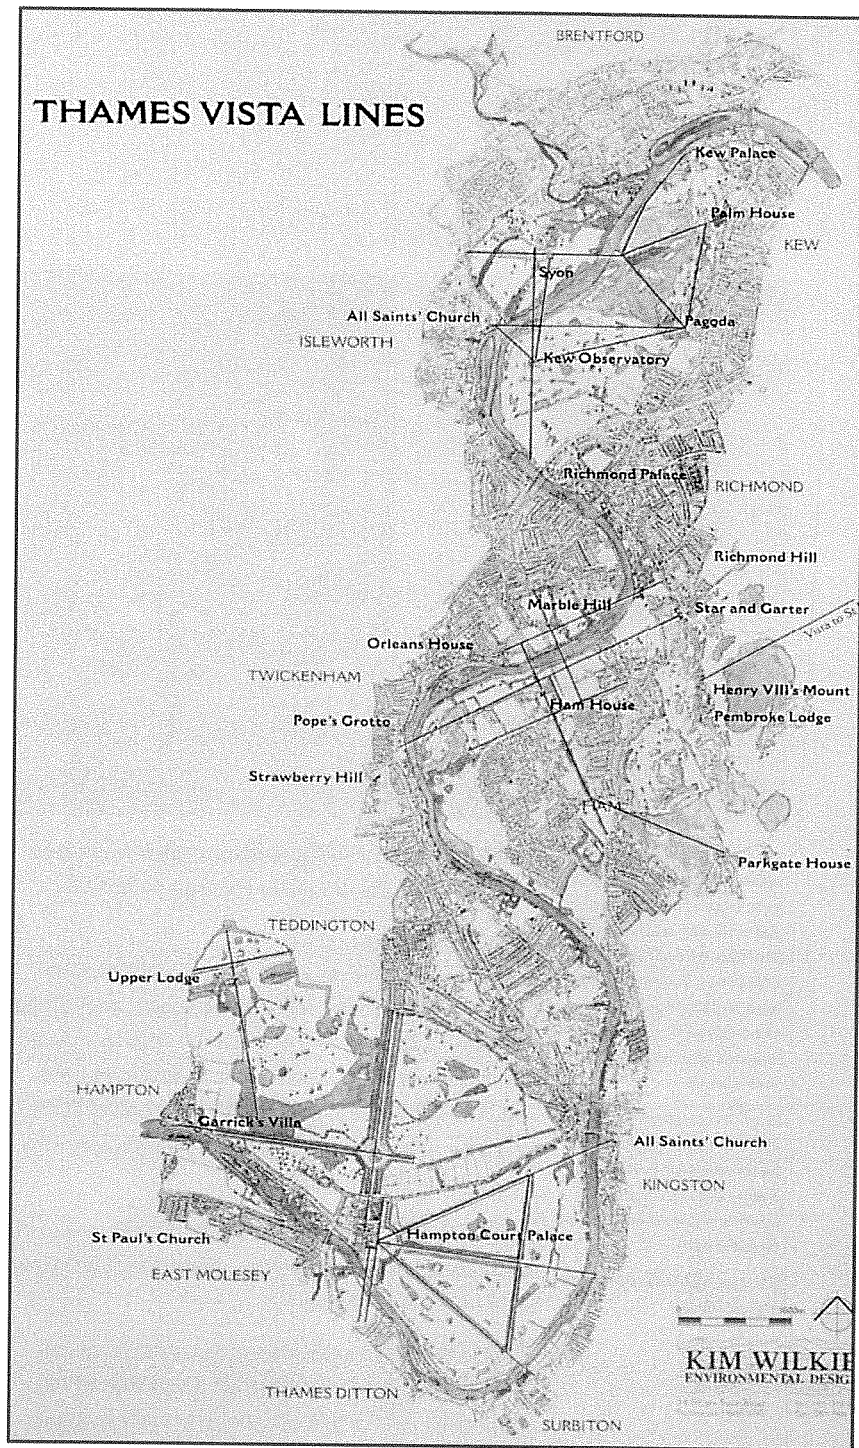 BRENTFORD
THAMES VISTA LINES
Kew Palace
Palm House
KEW
Syon
All Saints' Church
Pagoda
ISLEWORTH
Kew Observatory
Richmond Palace
RICHMOND
Richmond Hill
Marble Hill
Star and Garter
Vista to St
Orleans House
TWICKENHAM
Henry VIII's Mount
Ham House
Pope's Grotto
Pembroke Lodge
Strawberry Hill
HAM
Parkgate House
TEDDINGTON
Upper Lodge
HAMPTON
Garrick's Villa
All Saints' Church
KINGSTON
St Paul's Church
Hampton Court Palace
EAST MOLESEY
KIM WILKIE
ENVIRONMENTAL DESIG
THAMES DITTON
SURBITON